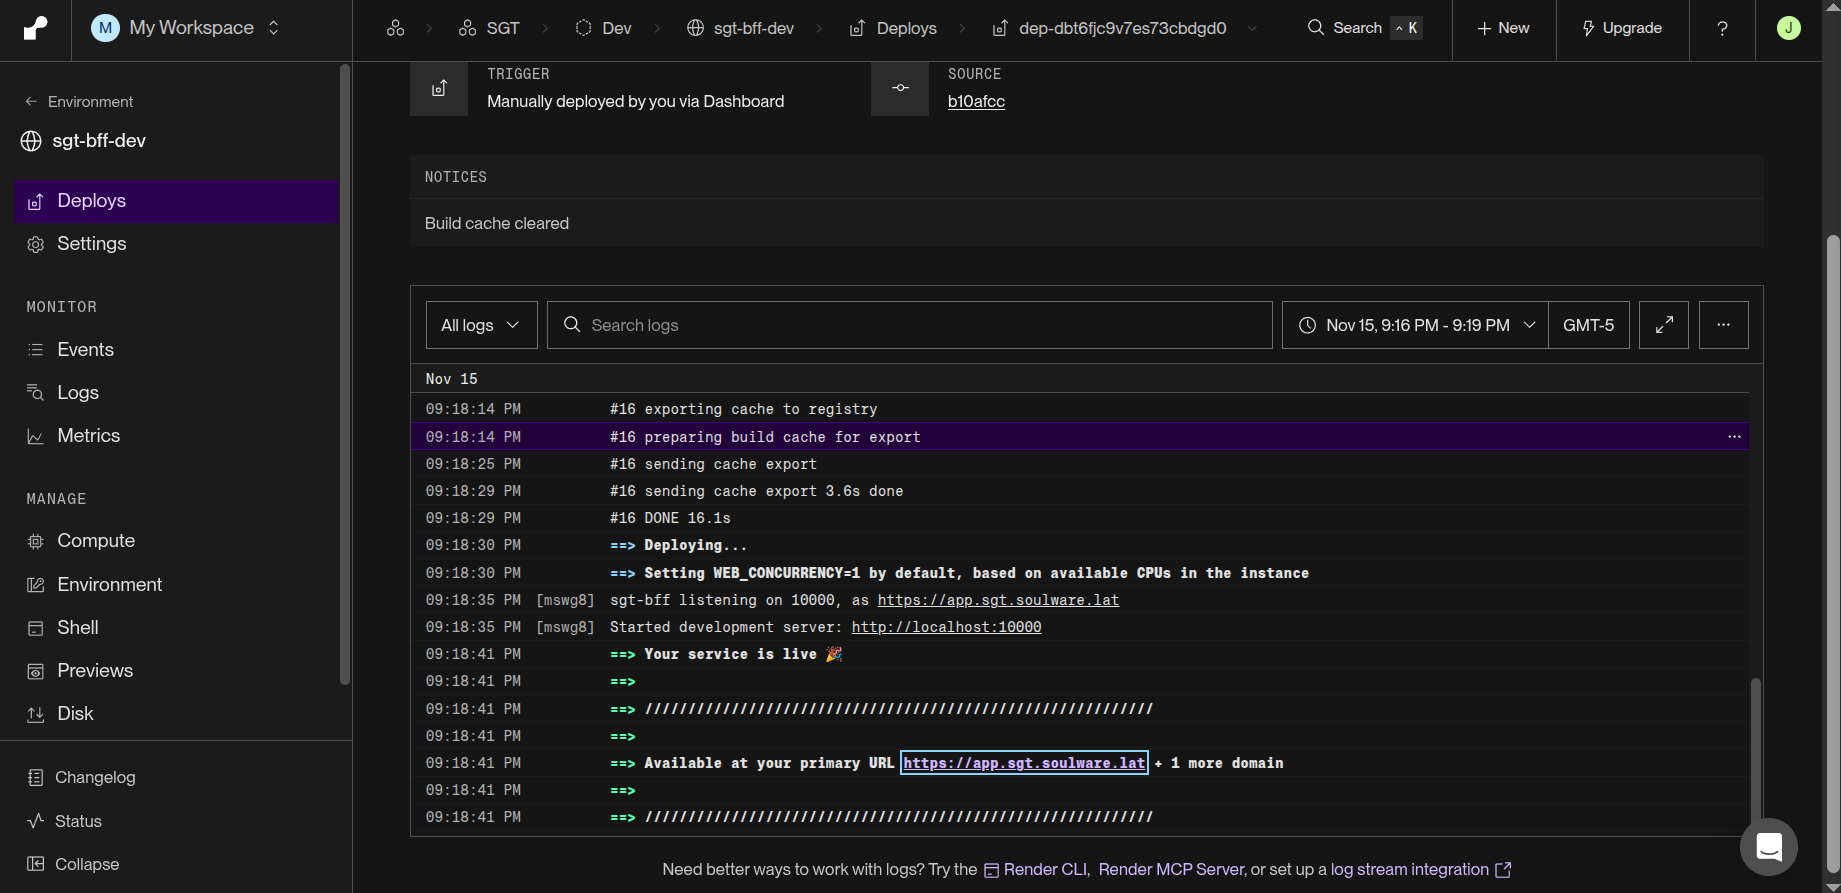 M My Workspace
SGT
Dev
sgt-bff-dev
Deploys
dep-dbt6fjc9v7es73cbdgd0
Search ^ K
+ New
Upgrade
?
J
Environment
sgt-bff-dev
Deploys
Settings
MONITOR
Events
Logs
Metrics
MANAGE
Compute
Environment
Shell
Previews
Disk
Changelog
Status
Collapse
TRIGGER
Manually deployed by you via Dashboard
SOURCE
b10afcc
NOTICES
Build cache cleared
All logs
Search logs
Nov 15, 9:16 PM - 9:19 PM
GMT-5
Nov 15
09:18:14 PM #16 exporting cache to registry
09:18:14 PM #16 preparing build cache for export
09:18:25 PM #16 sending cache export
09:18:29 PM #16 sending cache export 3.6s done
09:18:29 PM #16 DONE 16.1s
09:18:30 PM ==> Deploying...
09:18:30 PM ==> Setting WEB_CONCURRENCY=1 by default, based on available CPUs in the instance
09:18:35 PM [mswg8] sgt-bff listening on 10000, as https://app.sgt.soulware.lat
09:18:35 PM [mswg8] Started development server: http://localhost:10000
09:18:41 PM ==> Your service is live 🎉
09:18:41 PM ==>
09:18:41 PM ==> ///////////////////////////////////////////////////////////
09:18:41 PM ==>
09:18:41 PM ==> Available at your primary URL https://app.sgt.soulware.lat + 1 more domain
09:18:41 PM ==>
09:18:41 PM ==> ///////////////////////////////////////////////////////////
Need better ways to work with logs? Try the Render CLI, Render MCP Server, or set up a log stream integration